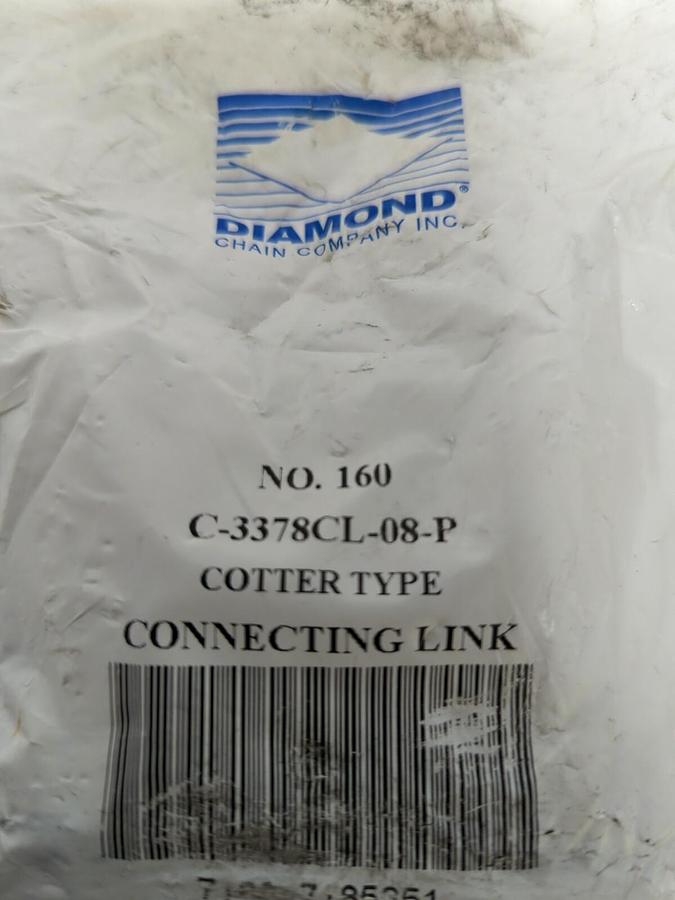 DIAMOND®
CHAIN COMPANY INC.
NO. 160
C-3378CL-08-P
COTTER TYPE
CONNECTING LINK